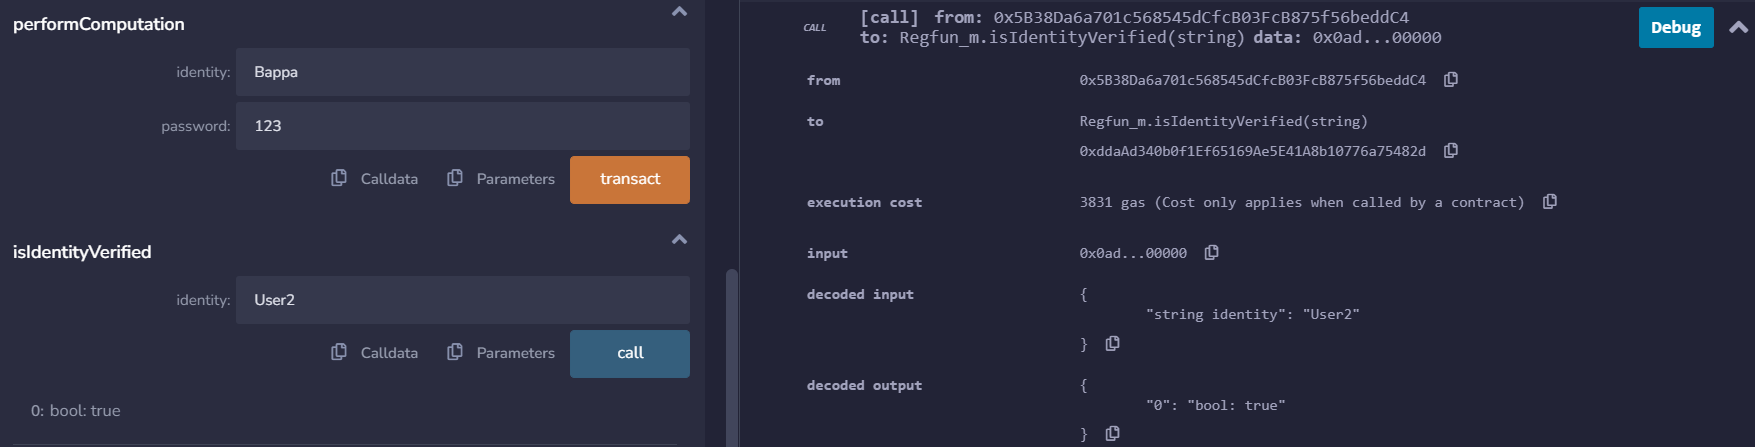 performComputation
identity: Bappa
password: 123
Calldata Parameters transact
isIdentityVerified
identity: User2
Calldata Parameters call
0: bool: true
CALL [call] from: 0x5B38Da6a701c568545dCfcB03FcB875f56beddC4
to: Regfun_m.isIdentityVerified(string) data: 0x0ad...00000
Debug
from 0x5B38Da6a701c568545dCfcB03FcB875f56beddC4
to Regfun_m.isIdentityVerified(string)
0xddaAd340b0f1Ef65169Ae5E41A8b10776a75482d
execution cost 3831 gas (Cost only applies when called by a contract)
input 0x0ad...00000
decoded input {
"string identity": "User2"
}
decoded output {
"0": "bool: true"
}